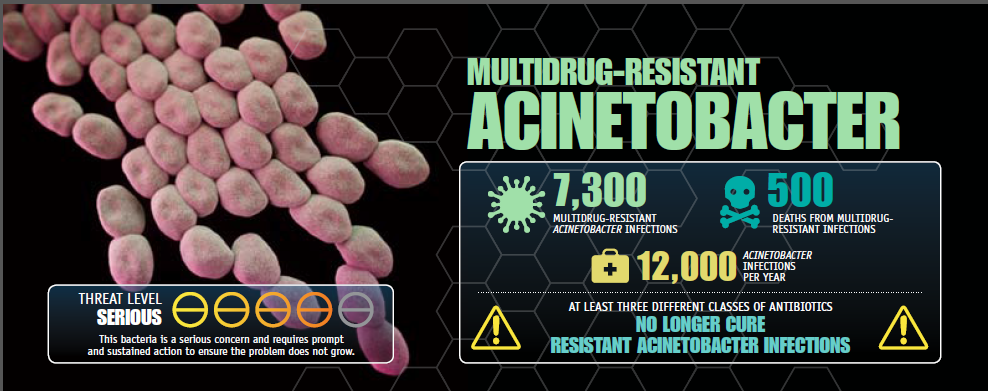 MULTIDRUG-RESISTANT
ACINETOBACTER
7,300
MULTIDRUG-RESISTANT
ACINETOBACTER INFECTIONS
500
DEATHS FROM MULTIDRUG-
RESISTANT INFECTIONS
12,000
ACINETOBACTER
INFECTIONS
PER YEAR
AT LEAST THREE DIFFERENT CLASSES OF ANTIBIOTICS
NO LONGER CURE
RESISTANT ACINETOBACTER INFECTIONS
THREAT LEVEL
SERIOUS
This bacteria is a serious concern and requires prompt
and sustained action to ensure the problem does not grow.